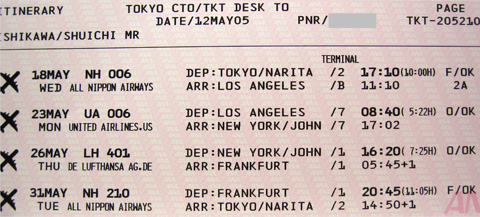 ITINERARY TOKYO CTO/TKT DESK TO PAGE
DATE/12MAY05 PNR/ TKT-205210
ISHIKAWA/SHUICHI MR
TERMINAL
18MAY NH 006 DEP:TOKYO/NARITA /2 17:10(10:00H) F/OK
WED ALL NIPPON AIRWAYS ARR:LOS ANGELES /B 11:10 2A
23MAY UA 006 DEP:LOS ANGELES /7 08:40( 5:22H) O/OK
MON UNITED AIRLINES.US ARR:NEW YORK/JOHN /7 17:02
26MAY LH 401 DEP:NEW YORK/JOHN /1 16:20( 7:25H) O/OK
THU DE LUFTHANSA AG.DE ARR:FRANKFURT /1 05:45+1
31MAY NH 210 DEP:FRANKFURT /1 20:45(11:05H) F/OK
TUE ALL NIPPON AIRWAYS ARR:TOKYO/NARITA /2 14:50+1 AN